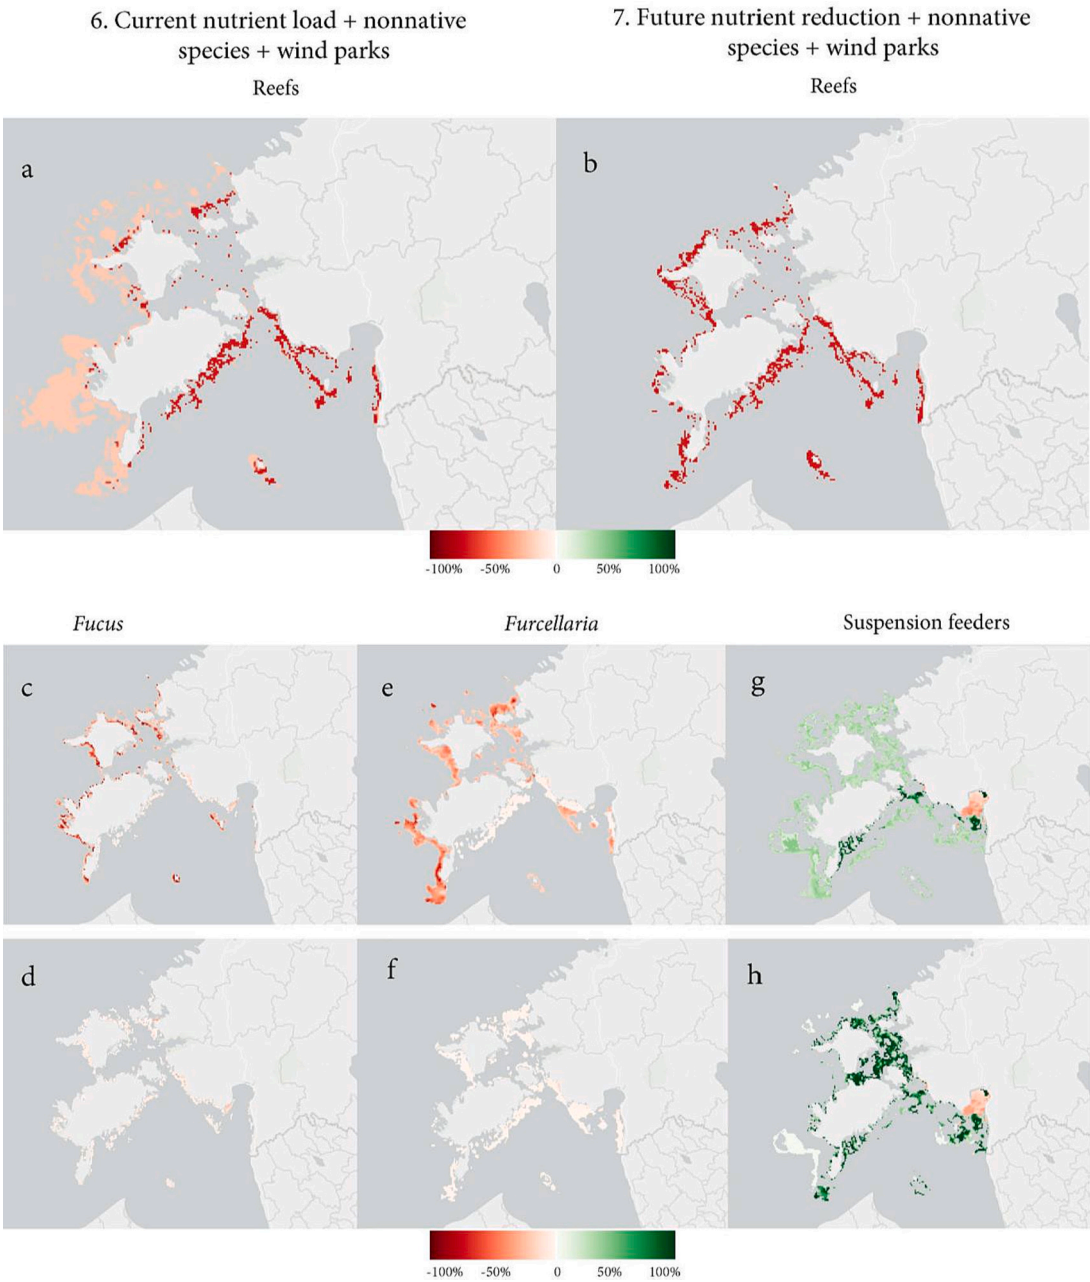 6. Current nutrient load + nonnative
species + wind parks
Reefs
7. Future nutrient reduction + nonnative
species + wind parks
Reefs
a
b
-100% -50% 0 50% 100%
Fucus
Furcellaria
Suspension feeders
c
e
g
d
f
h
-100% -50% 0 50% 100%